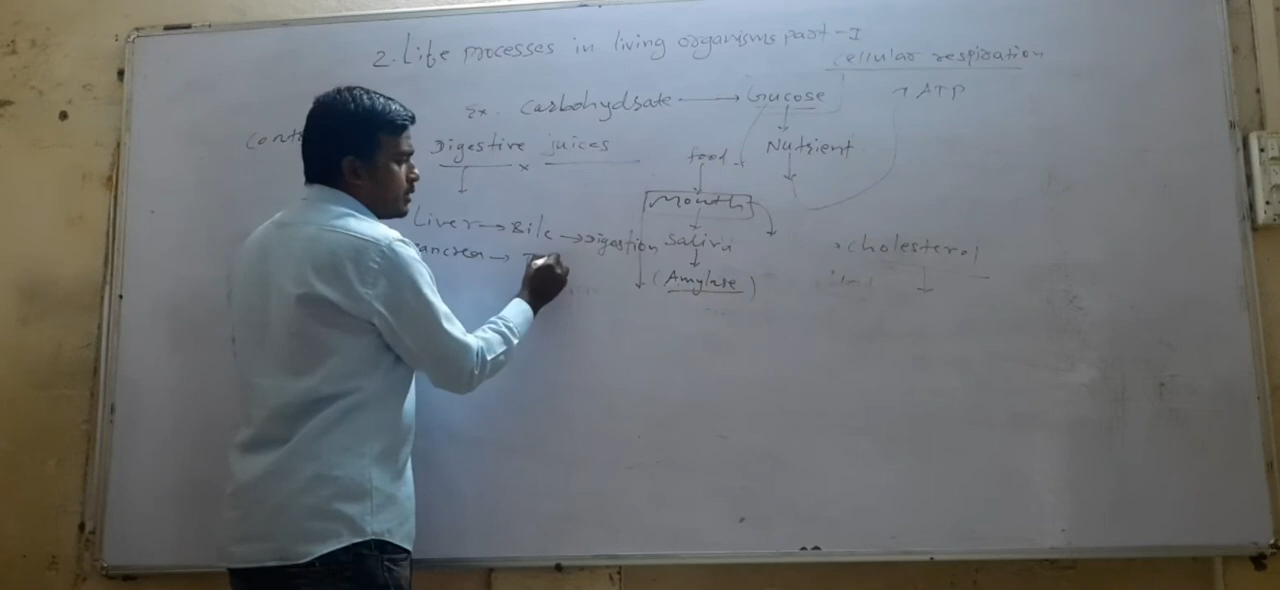 2. Life processes in living organisms part-I
cellular respiration
Ex. Carbohydrate → Glucose ↗ ATP
Digestive juices
food
Nutrient
Mouth
Liver → Bile → Digestion
Saliva
Cholesterol
ancrea →
(Amylase)